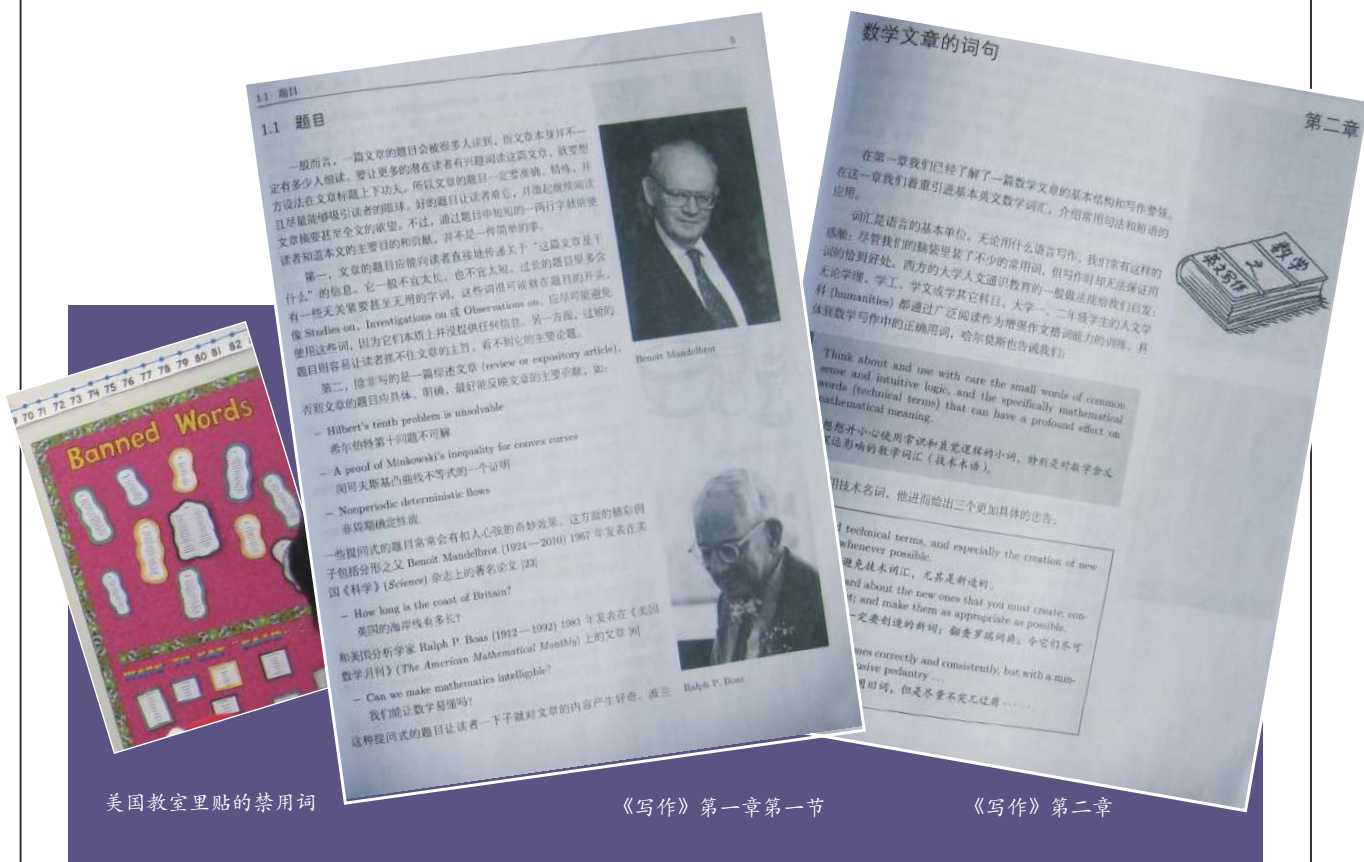 70 71 72 73 74 75 76 77 78 79 80 81 82
Banned Words
美国教室里贴的禁用词
1.1 题目
5
1.1 题目
一般而言，一篇文章的题目会被很多人读到，而文章本身并不一
定有多少人细读。要让更多的潜在读者有兴趣阅读这篇文章，就要想
方设法在文章标题上下功夫。所以文章的题目一定要准确、精练，并
且尽量能够吸引读者的眼球。好的题目让读者难忘，并激起继续阅读
文章摘要甚至全文的欲望。不过，通过题目中短短的一两行字就能使
读者知道本文的主要目的和贡献，并不是一件简单的事。
第一，文章的题目应能向读者直接地传递关于“这篇文章是干
什么”的信息。它一般不宜太长，也不宜太短。过长的题目里多会
有一些无关紧要甚至无用的字词，这些词很可能就在题目的开头，
像 Studies on, Investigations on 或 Observations on, 应尽可能避免
使用这些词，因为它们本质上并没提供任何信息。另一方面，过短的
题目则容易让读者抓不住文章的主旨，看不到它的主要论题。
第二，除非写的是一篇综述文章 (review or expository article),
否则文章的题目应具体、明确，最好能反映文章的主要贡献，如:
– Hilbert's tenth problem is unsolvable
希尔伯特第十问题不可解
– A proof of Minkowski's inequality for convex curves
闵可夫斯基凸曲线不等式的一个证明
– Nonperiodic deterministic flows
非周期确定性流
一些提问式的题目常常会有扣人心弦的奇妙效果。这方面的精彩例
子包括分形之父 Benoit Mandelbrot (1924—2010) 1967 年发表在美
国《科学》(Science) 杂志上的著名论文 [23]
– How long is the coast of Britain?
英国的海岸线有多长?
和美国分析学家 Ralph P. Boas (1912—1992) 1981 年发表在《美国
数学月刊》(The American Mathematical Monthly) 上的文章 [6]
– Can we make mathematics intelligible?
我们能让数学易懂吗?
这种提问式的题目让读者一下子就对文章的内容产生好奇。波兰
Benoit Mandelbrot
Ralph P. Boas
《写作》第一章第一节
数学文章的词句
第二章
在第一章我们已经了解了一篇数学文章的基本结构和写作要领。
在这一章我们着重引进基本英文数学词汇，介绍常用句法和短语的
应用。
词汇是语言的基本单位。无论用什么语言写作，我们常有这样的
感触: 尽管我们的脑袋里装了不少的常用词，但写作时却无法保证用
词的恰到好处。西方的大学人文通识教育的一般做法能给我们启发:
无论学理、学工、学文或学其它科目，大学一、二年级学生的人文学
科 (humanities) 都通过广泛阅读作为增强作文措词能力的训练。具
体到数学写作中的正确用词，哈尔莫斯也告诫我们:
数学
之
英文写作
Think about and use with care the small words of common
sense and intuitive logic, and the specifically mathematical
words (technical terms) that can have a profound effect on
mathematical meaning.
想想并小心使用常识和直觉逻辑的小词，特别是对数学含义
深远影响的数学词汇 (技术术语)。
用技术名词，他进而给出三个更加具体的忠告:
technical terms, and especially the creation of new
whenever possible.
避免技术词汇，尤其是新造的。
ard about the new ones that you must create; con-
; and make them as appropriate as possible.
一定要创造的新词; 翻查罗瑞词典; 令它们尽可
ones correctly and consistently, but with a min-
usive pedantry ...
用旧词，但是尽量不突兀迂腐……
《写作》第二章